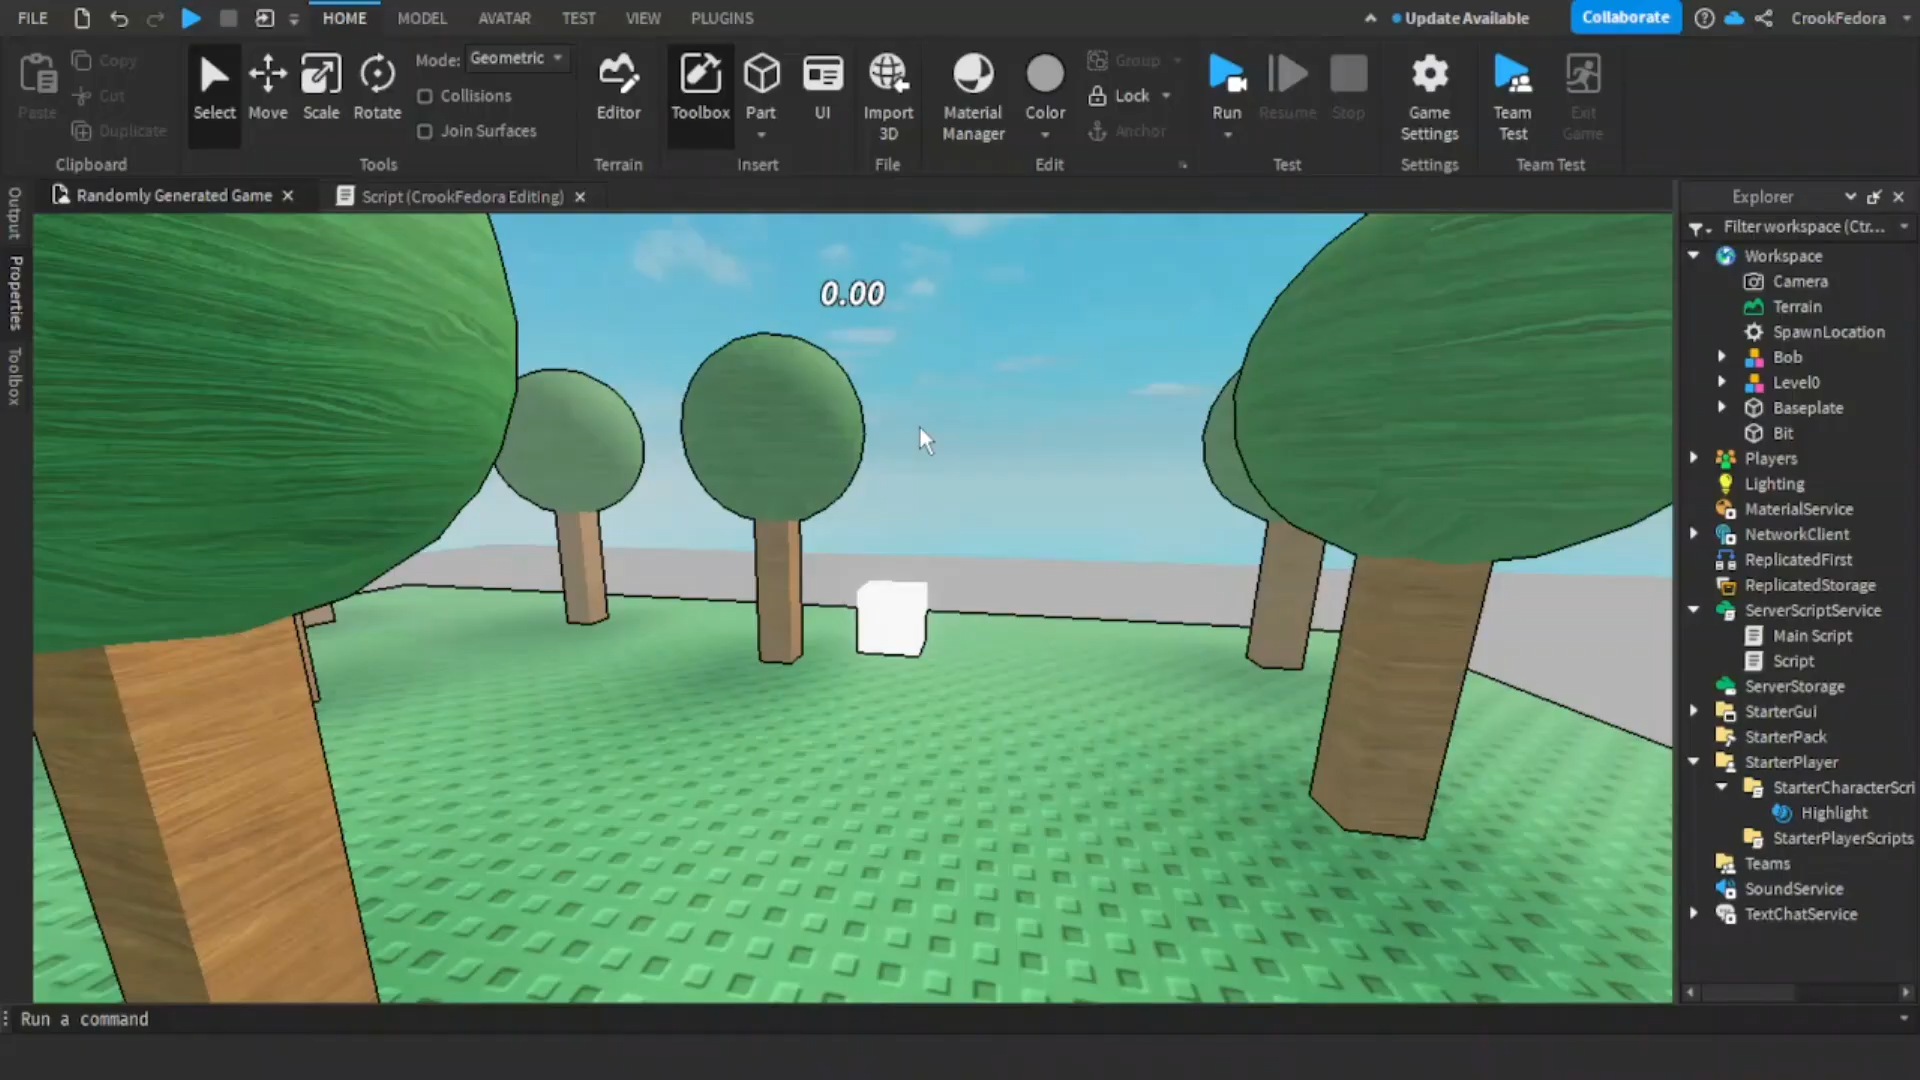 FILE HOME MODEL AVATAR TEST VIEW PLUGINS Update Available Collaborate CrookFedora
Paste Copy Cut Duplicate Clipboard
Select Move Scale Rotate Mode: Geometric
Collisions
Join Surfaces
Tools
Editor
Terrain
Toolbox Part UI
Insert
Import 3D
File
Material Manager Color Group
Lock
Anchor
Edit
Run Resume Stop
Test
Game Settings
Settings
Team Test Exit Game
Team Test
Output
Properties
Toolbox
Randomly Generated Game Script (CrookFedora Editing)
0.00
Explorer
Filter workspace (Ctr...
Workspace
Camera
Terrain
SpawnLocation
Bob
Level0
Baseplate
Bit
Players
Lighting
MaterialService
NetworkClient
ReplicatedFirst
ReplicatedStorage
ServerScriptService
Main Script
Script
ServerStorage
StarterGui
StarterPack
StarterPlayer
StarterCharacterScri
Highlight
StarterPlayerScripts
Teams
SoundService
TextChatService
Run a command